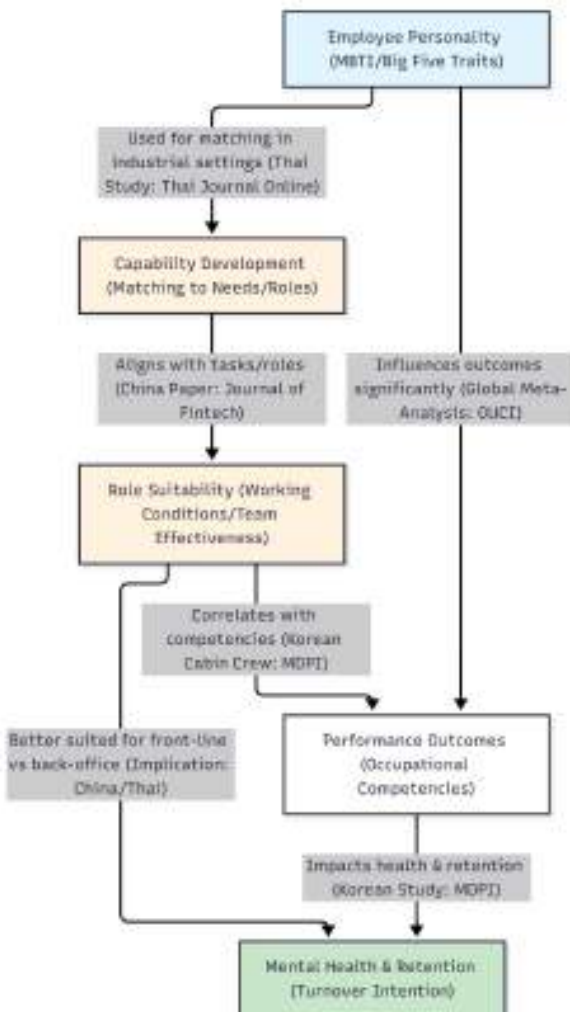 Employee Personality
(MBTI/Big Five Traits)
Used for matching in
industrial settings (Thai
Study: Thai Journal Online)
Capability Development
(Matching to Needs/Roles)
Aligns with tasks/roles
(China Paper: Journal of
Fintech)
Influences outcomes
significantly (Global Meta-
Analysis: OUCI)
Role Suitability (Working
Conditions/Team
Effectiveness)
Correlates with
competencies (Korean
Cabin Crew: MDPI)
Better suited for front-line
vs back-office (Implication:
China/Thai)
Performance Outcomes
(Occupational
Competencies)
Impacts health & retention
(Korean Study: MDPI)
Mental Health & Retention
(Turnover Intention)